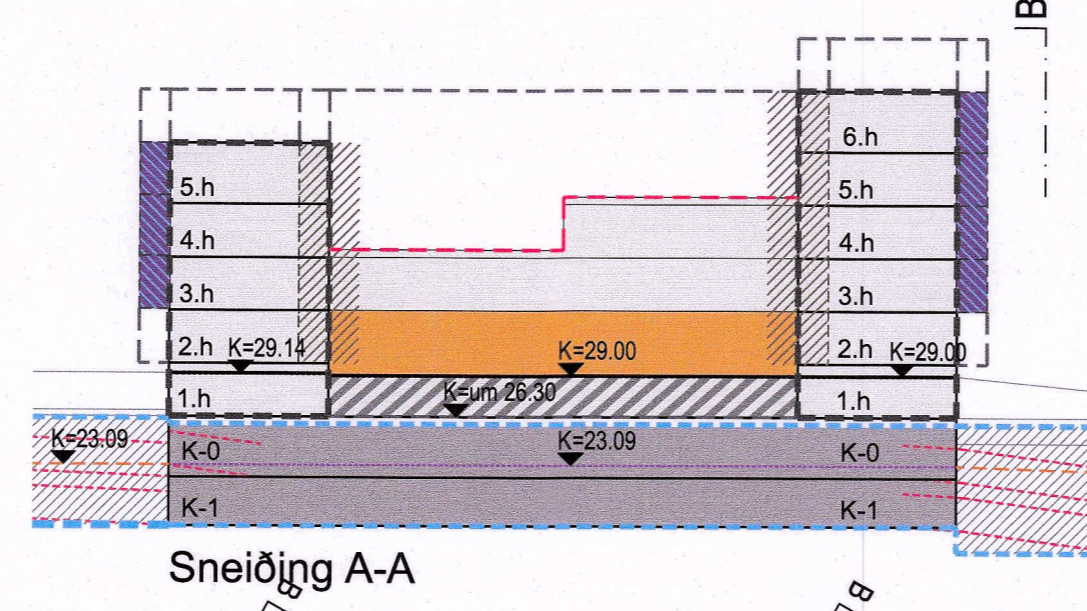 B
6.h
5.h
5.h
4.h
4.h
3.h
3.h
2.h
K=29.14
K=29.00
2.h
K=29.00
K=um 26.30
1.h
1.h
K=23.09
K-0
K=23.09
K-0
K-1
K-1
Sneiðing A-A
B
B